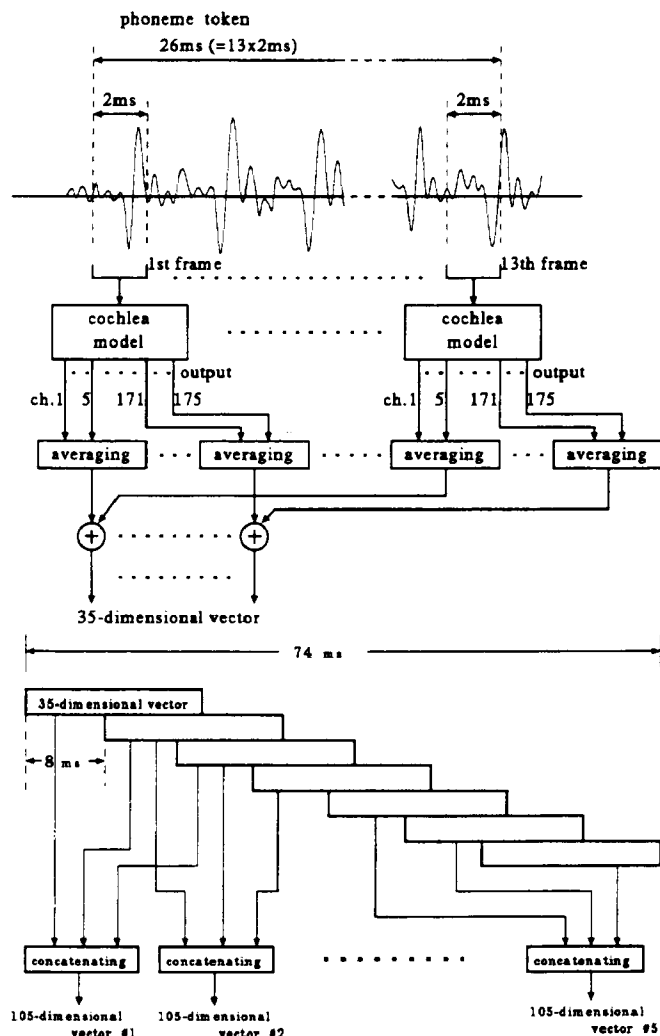 phoneme token
26ms (=13x2ms)
2ms 2ms
1st frame 13th frame
cochlea model cochlea model
output output
ch.1 5 171 175 ch.1 5 171 175
averaging averaging averaging averaging
+ +
35-dimensional vector
74 ms
35-dimensional vector
8 ms
concatenating concatenating concatenating
105-dimensional vector #1
105-dimensional vector #2
105-dimensional vector #5